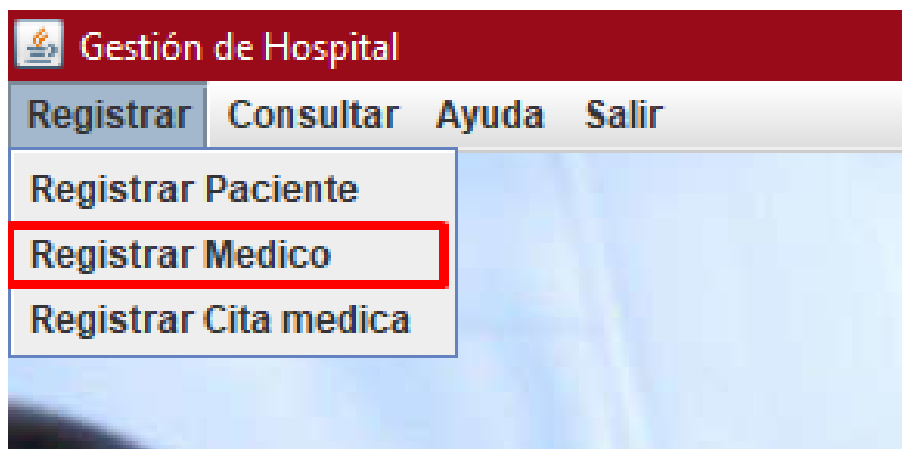 Gestión de Hospital
Registrar Consultar Ayuda Salir
Registrar Paciente
Registrar Medico
Registrar Cita medica